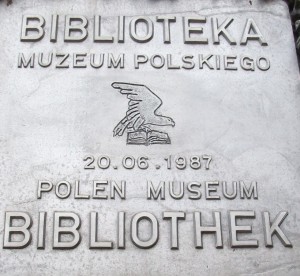 BIBLIOTEKA
MUZEUM POLSKIEGO
20.06.1987
POLEN MUSEUM
BIBLIOTHEK